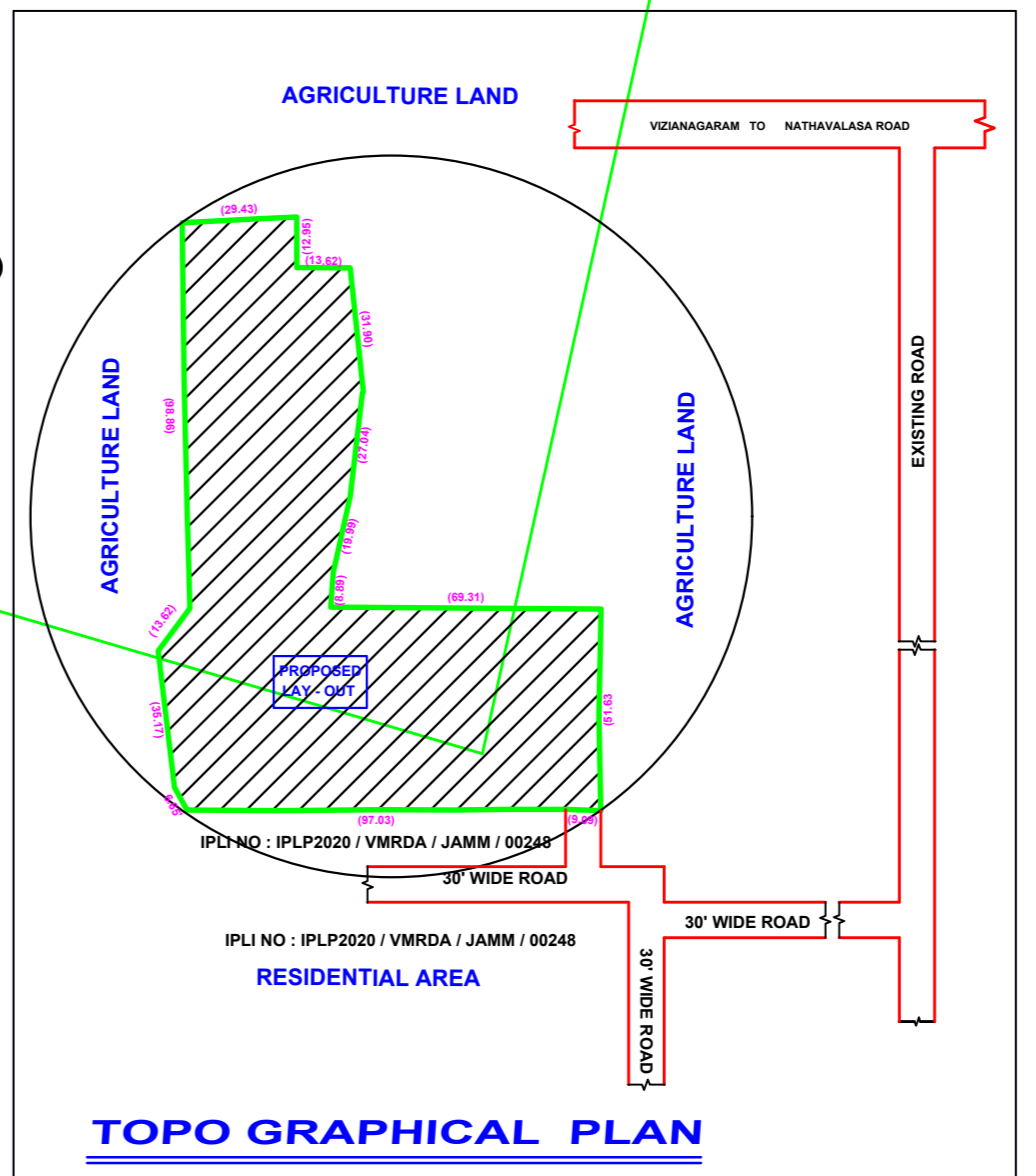 AGRICULTURE LAND
VIZIANAGARAM TO NATHAVALASA ROAD
(29.43)
(12.95)
(13.62)
(31.90)
EXISTING ROAD
AGRICULTURE LAND
(98.86)
AGRICULTURE LAND
(27.04)
(19.99)
(8.89)
(69.31)
(13.62)
PROPOSED
LAY - OUT
(35.17)
(51.63
(97.03)
(9.09)
IPLI NO : IPLP2020 / VMRDA / JAMM / 00248
30' WIDE ROAD
30' WIDE ROAD
IPLI NO : IPLP2020 / VMRDA / JAMM / 00248
RESIDENTIAL AREA
30' WIDE ROAD
TOPO GRAPHICAL PLAN